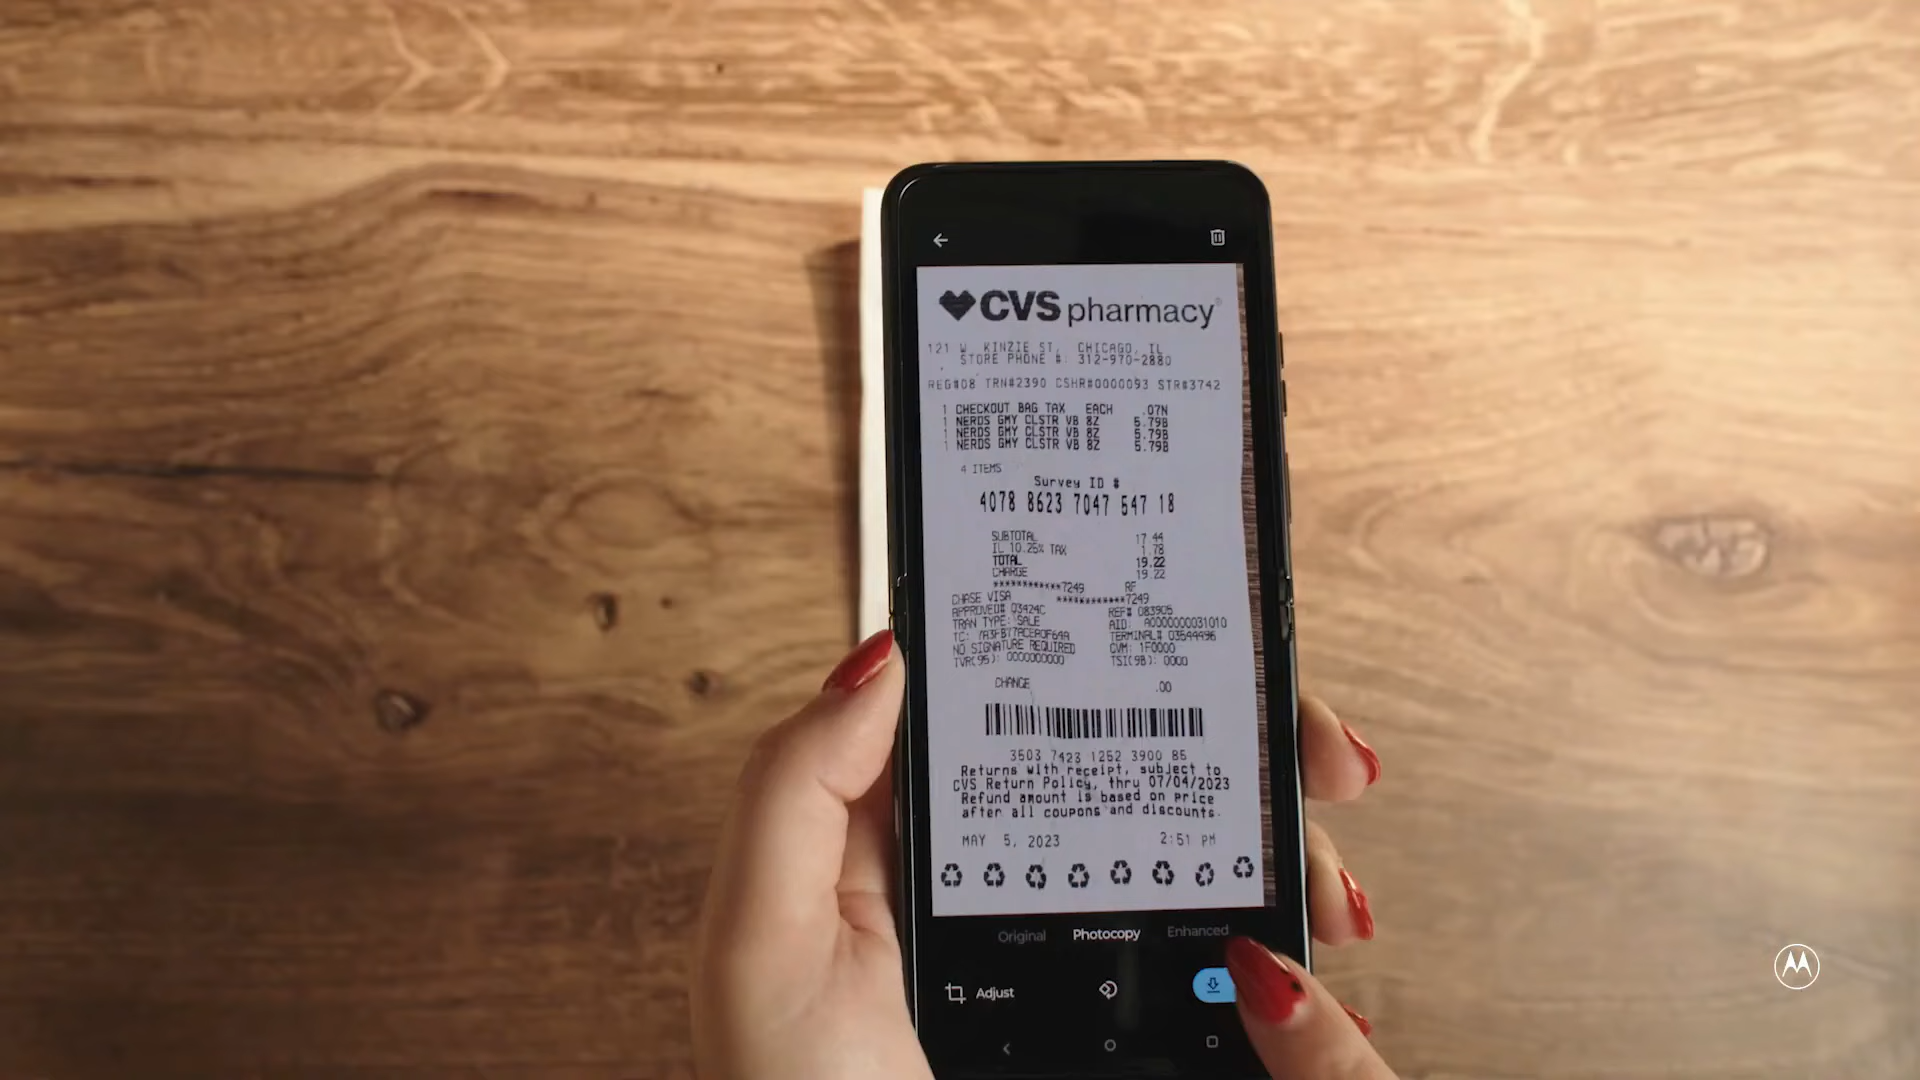 CVS pharmacy
121 W. KINZIE ST, CHICAGO, IL
STORE PHONE #: 312-970-2880
REG#08 TRN#2390 CSHR#0000093 STR#3742
1 CHECKOUT BAG TAX EACH .07N
1 NERDS GMY CLSTR VB 8Z 5.79B
1 NERDS GMY CLSTR VB 8Z 5.79B
1 NERDS GMY CLSTR VB 8Z 5.79B
4 ITEMS
Survey ID #
4078 8623 7047 547 18
SUBTOTAL 17.44
IL 10.25% TAX 1.78
TOTAL 19.22
CHARGE 19.22
************7249 RF
CHASE VISA ************7249
APPROVED# 03424C REF# 083905
TRAN TYPE: SALE AID: A0000000031010
TC: TERMINAL# 03544496
NO SIGNATURE REQUIRED CVM: 1F0000
TVR(95): 0000000000 TSI(9B): 0000
CHANGE .00
3503 7423 1252 3900 85
Returns with receipt, subject to
CVS Return Policy, thru 07/04/2023
Refund amount is based on price
after all coupons and discounts.
MAY 5, 2023 2:51 PM
Original Photocopy Enhanced
Adjust